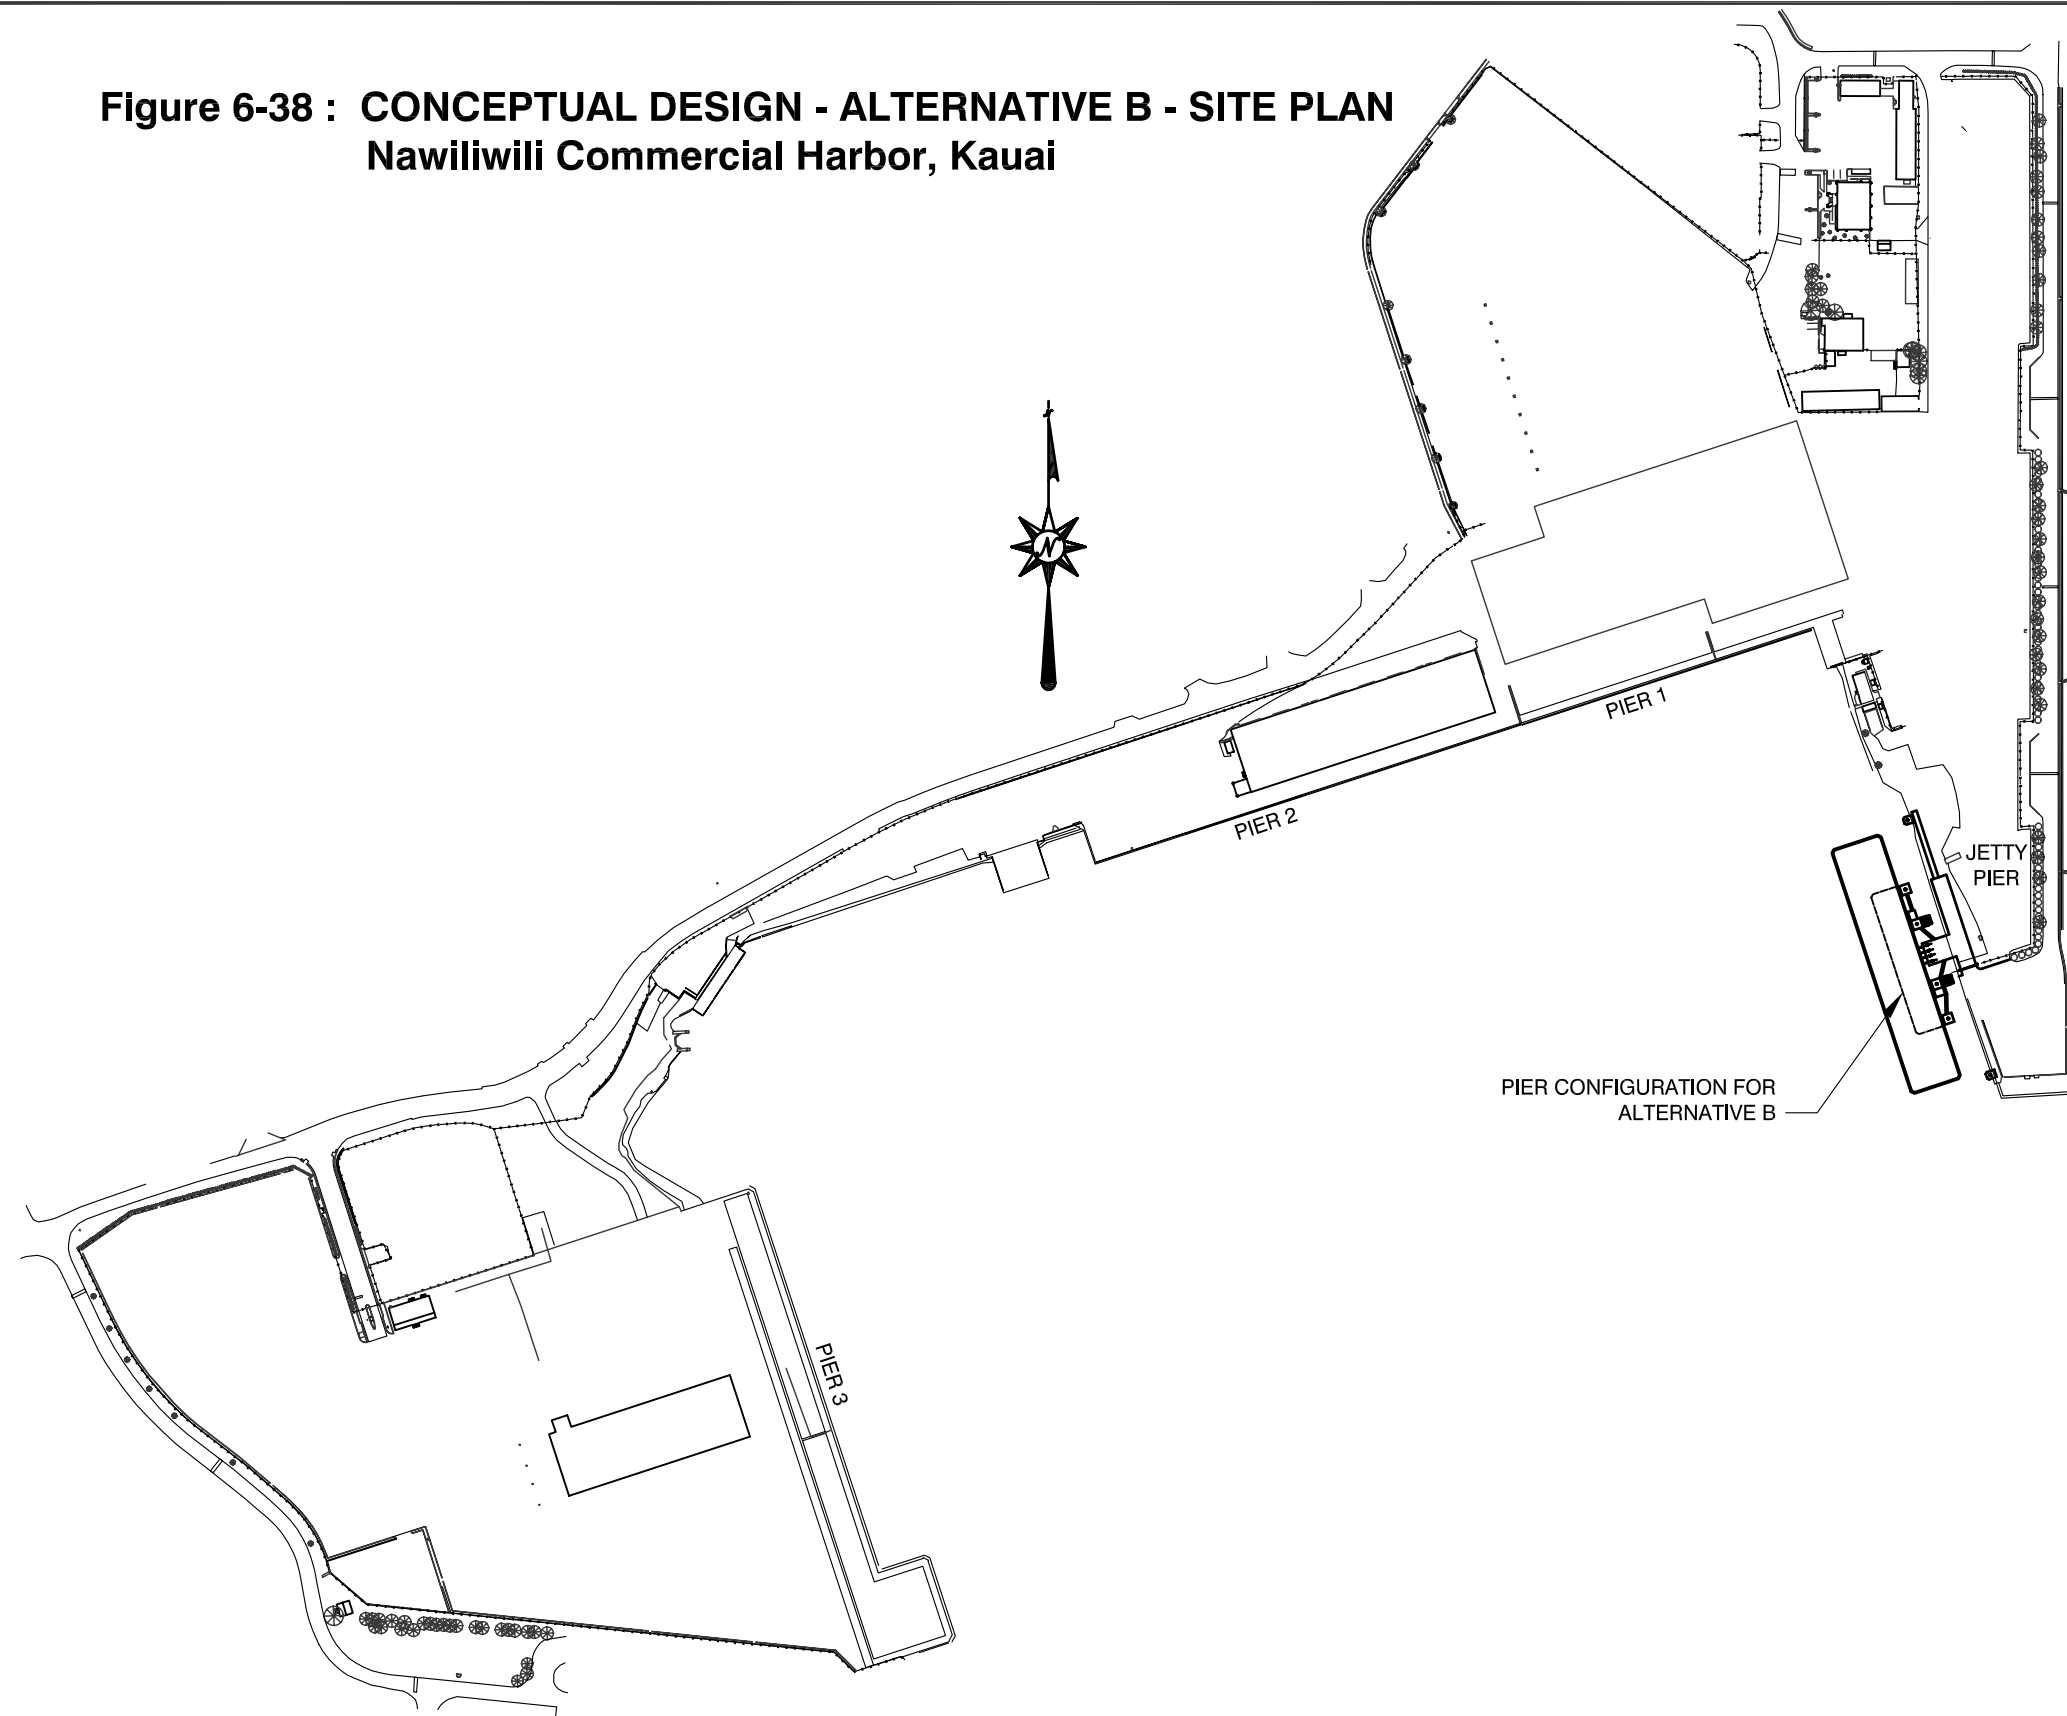 Figure 6-38 : CONCEPTUAL DESIGN - ALTERNATIVE B - SITE PLAN
Nawiliwili Commercial Harbor, Kauai
N
PIER 1
PIER 2
JETTY
PIER
PIER CONFIGURATION FOR
ALTERNATIVE B
PIER 3